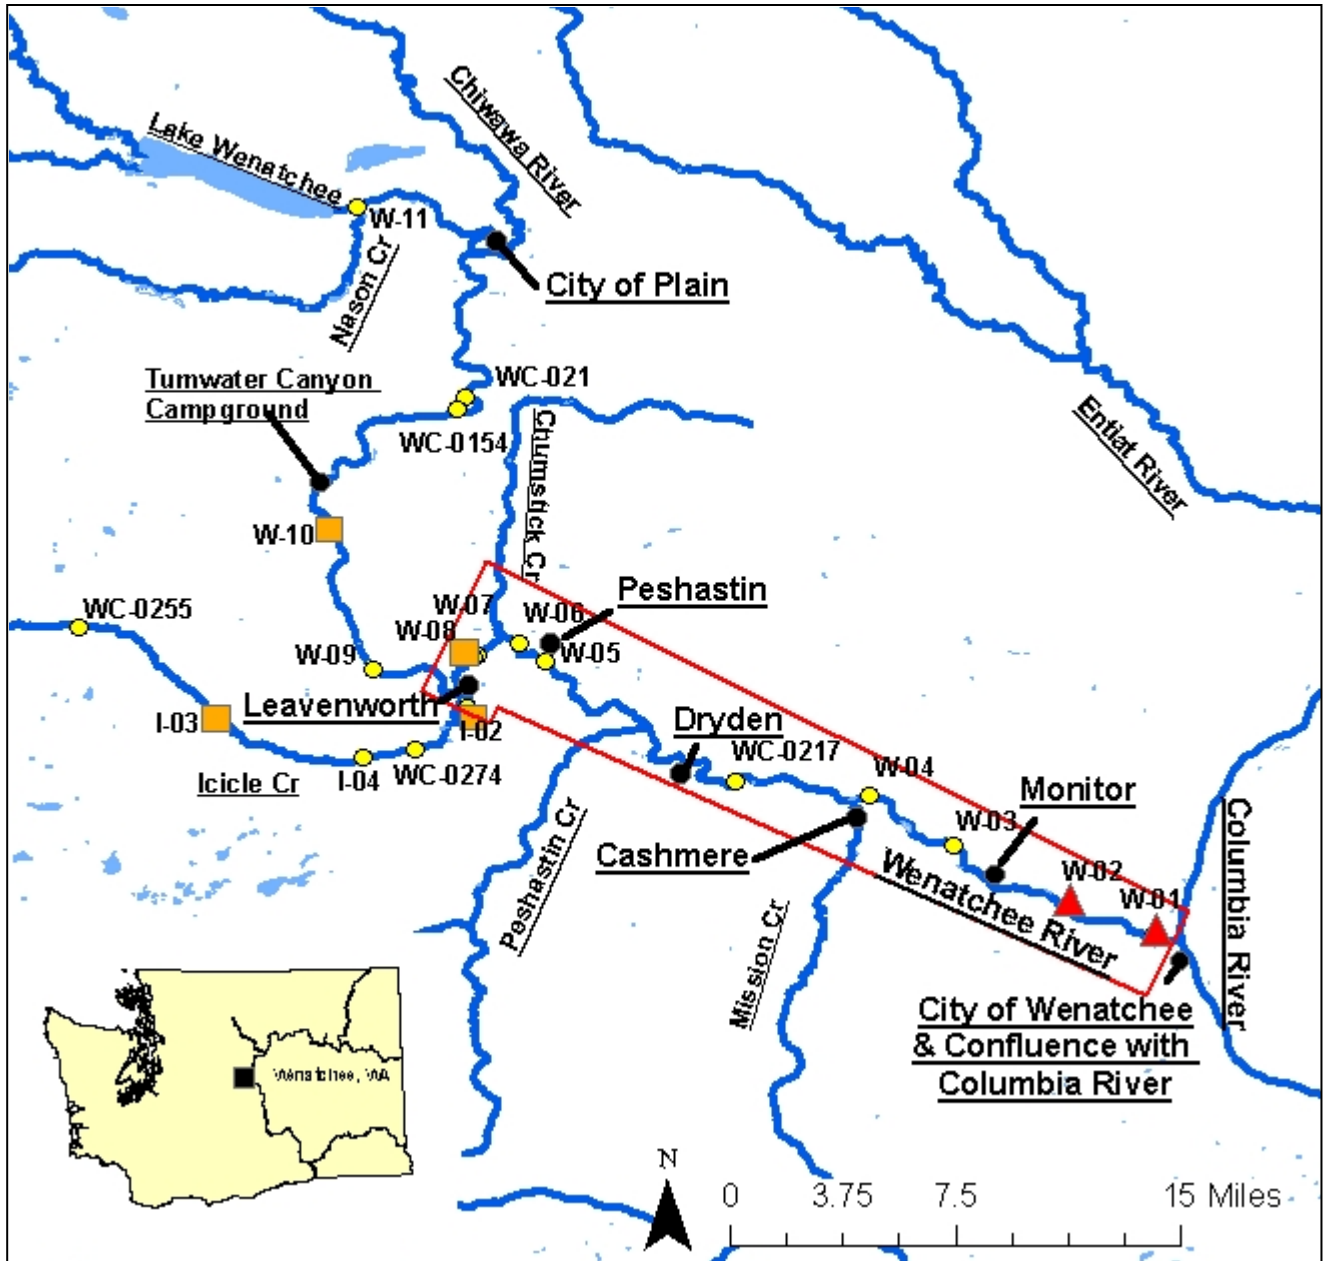 Chiwawa River
Lake Wenatchee
W-11
Nason Cr
City of Plain
Tumwater Canyon
Campground
WC-021
WC-0154
Chumstick Cr
Entiat River
W-10
Peshastin
WC-0255
W-07
W-06
W-08
W-05
W-09
Leavenworth
I-03
I-02
Dryden
WC-0217
I-04
WC-0274
Icicle Cr
W-04
Monitor
Peshastin Cr
Cashmere
W-03
Columbia River
W-02
W-01
Wenatchee River
Mission Cr
City of Wenatchee
& Confluence with
Columbia River
Wenatchee, WA
N
0 3.75 7.5 15 Miles